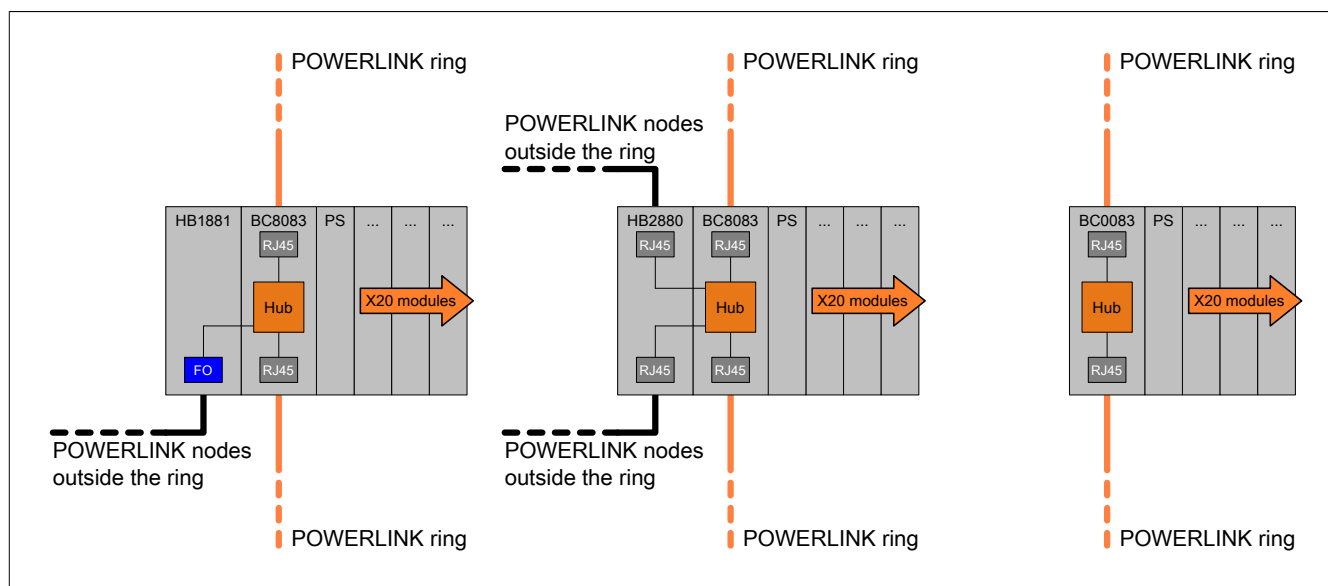 POWERLINK ring
POWERLINK ring
POWERLINK ring
POWERLINK nodes
outside the ring
HB1881
BC8083
PS
...
...
...
RJ45
Hub
X20 modules
FO
RJ45
HB2880
BC8083
PS
...
...
...
RJ45
RJ45
Hub
X20 modules
RJ45
RJ45
BC0083
PS
...
...
...
RJ45
Hub
X20 modules
RJ45
POWERLINK nodes
outside the ring
POWERLINK nodes
outside the ring
POWERLINK ring
POWERLINK ring
POWERLINK ring